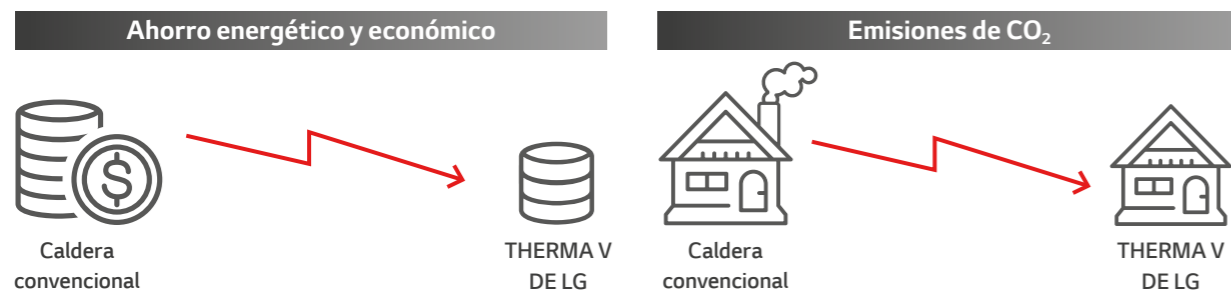 Ahorro energético y económico
Emisiones de CO₂
$
Caldera
convencional
THERMA V
DE LG
Caldera
convencional
THERMA V
DE LG